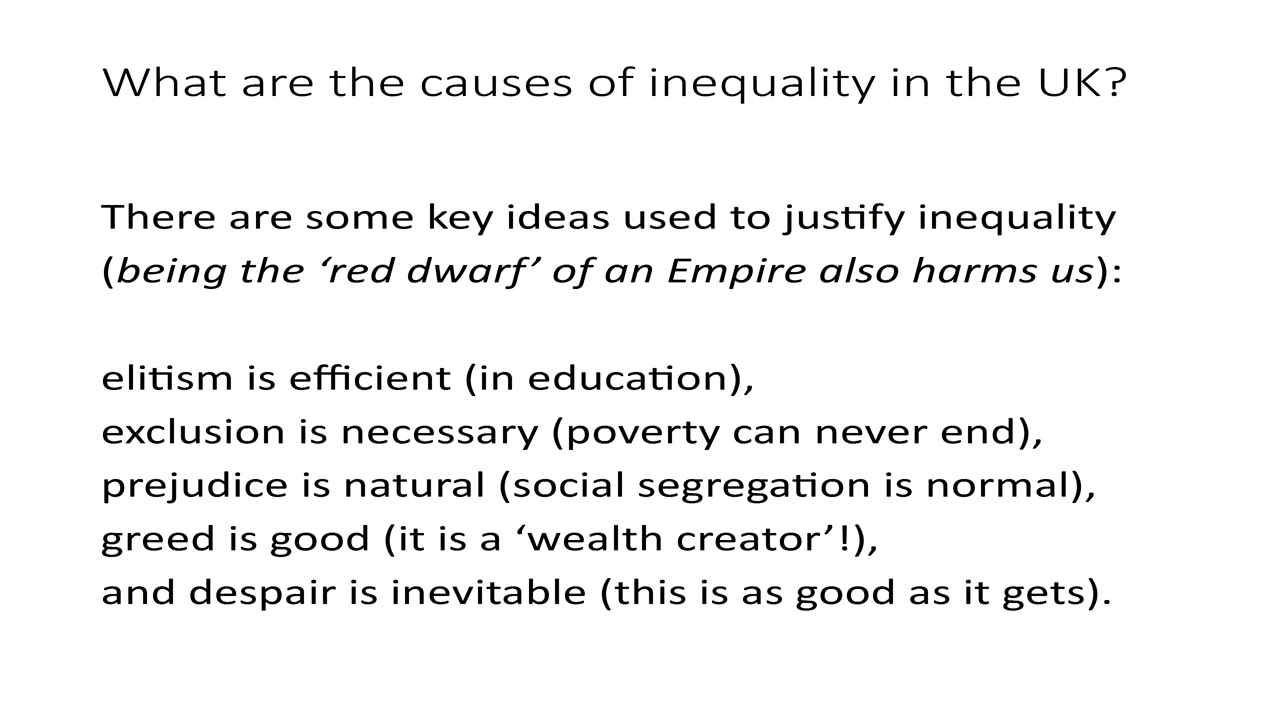 What are the causes of inequality in the UK?
There are some key ideas used to justify inequality
(being the ‘red dwarf’ of an Empire also harms us):
elitism is efficient (in education),
exclusion is necessary (poverty can never end),
prejudice is natural (social segregation is normal),
greed is good (it is a ‘wealth creator’!),
and despair is inevitable (this is as good as it gets).